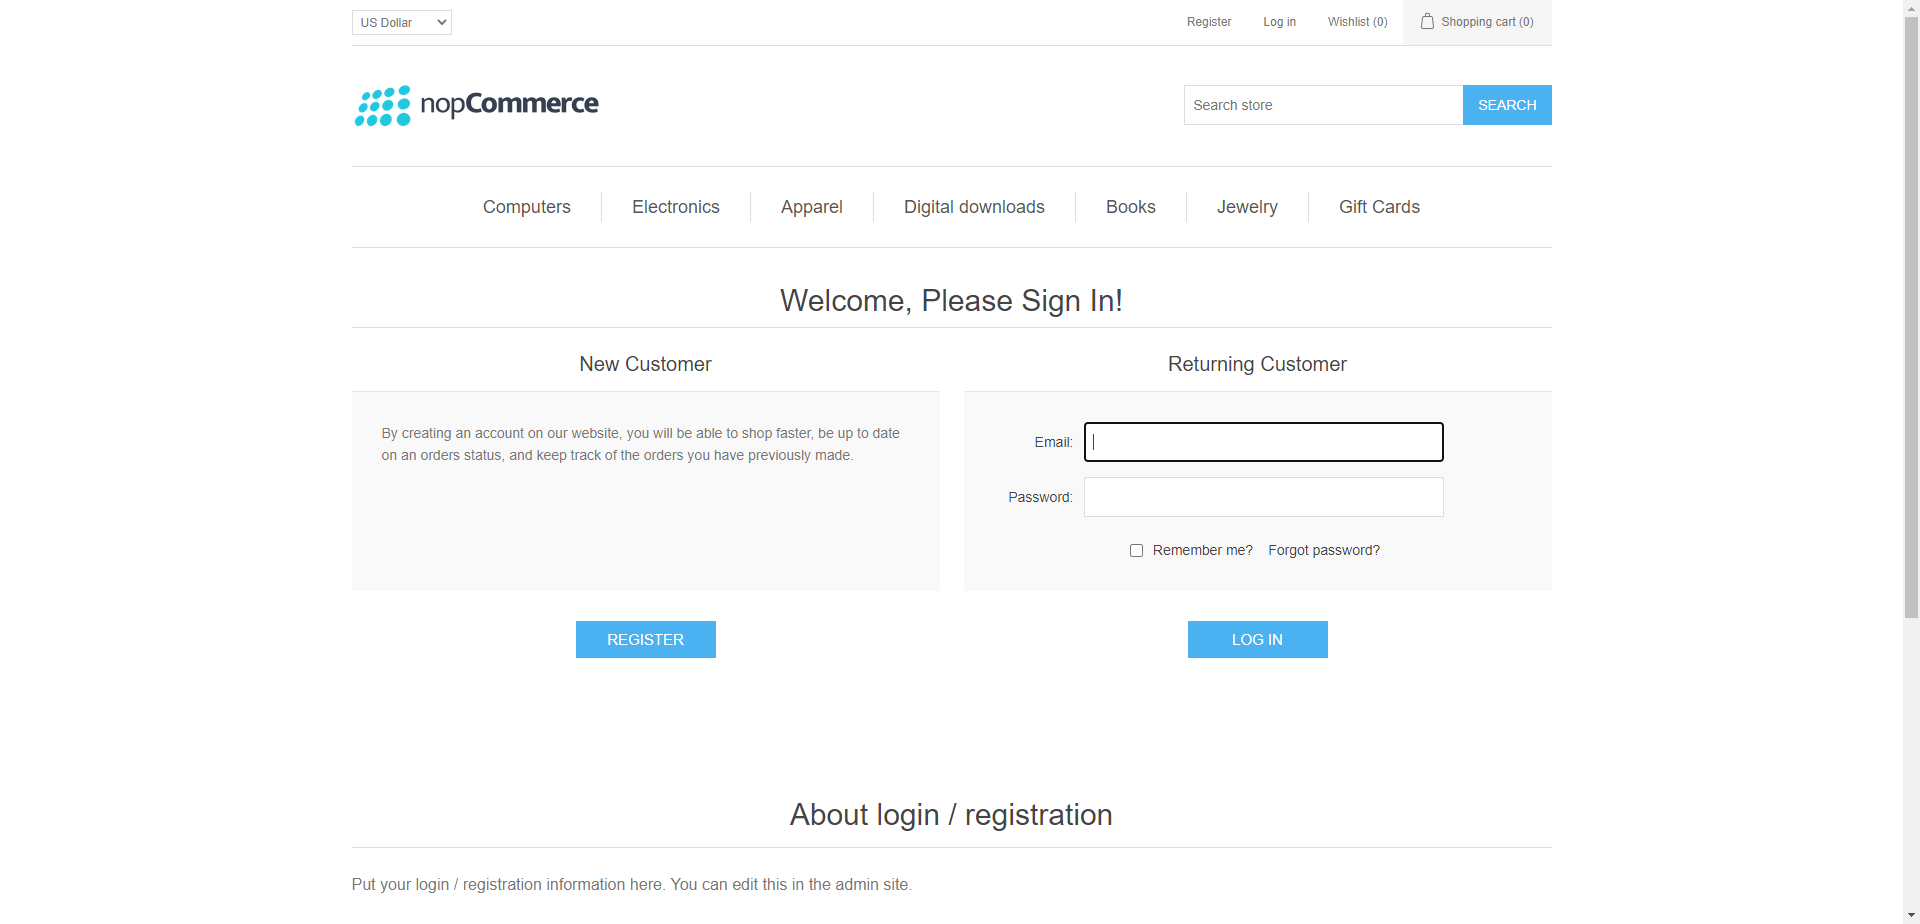 US Dollar
Register
Log in
Wishlist (0)
Shopping cart (0)
nopCommerce
Search store
SEARCH
Computers
Electronics
Apparel
Digital downloads
Books
Jewelry
Gift Cards
Welcome, Please Sign In!
New Customer
By creating an account on our website, you will be able to shop faster, be up to date
on an orders status, and keep track of the orders you have previously made.
REGISTER
Returning Customer
Email:
Password:
Remember me?
Forgot password?
LOG IN
About login / registration
Put your login / registration information here. You can edit this in the admin site.